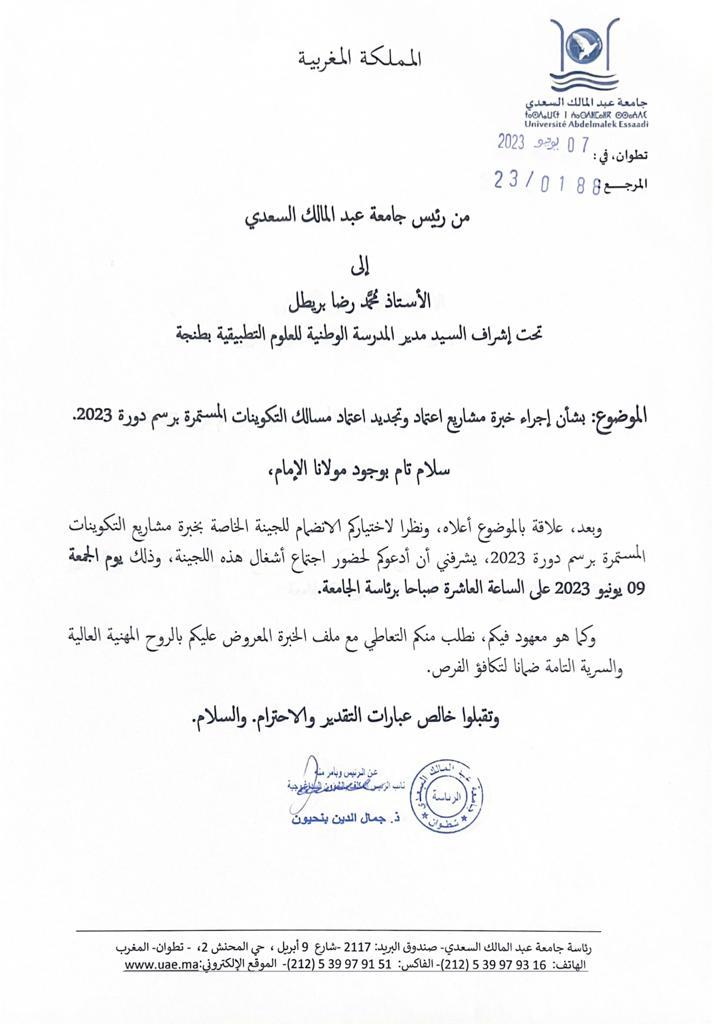 المملكة المغربية
جامعة عبد المالك السعدي
Université Abdelmalek Essaadi
تطوان، في: 07 يونيو 2023
المرجع: 23/0188
من رئيس جامعة عبد المالك السعدي
إلى
الأستاذ محمد رضا بريطل
تحت إشراف السيد مدير المدرسة الوطنية للعلوم التطبيقية بطنجة
الموضوع: بشأن إجراء خبرة مشاريع اعتماد وتجديد اعتماد مسالك التكوينات المستمرة برسم دورة 2023.
سلام تام بوجود مولانا الإمام،
وبعد، علاقة بالموضوع أعلاه، ونظرا لاختياركم الانضمام للجينة الخاصة بخبرة مشاريع التكوينات
المستمرة برسم دورة 2023، يشرفني أن أدعوكم لحضور اجتماع أشغال هذه اللجينة، وذلك يوم الجمعة
09 يونيو 2023 على الساعة العاشرة صباحا برئاسة الجامعة.
وكما هو معهود فيكم، نطلب منكم التعاطي مع ملف الخبرة المعروض عليكم بالروح المهنية العالية
والسرية التامة ضمانا لتكافؤ الفرص.
وتقبلوا خالص عبارات التقدير والاحترام. والسلام.
عن الرئيس وبأمر منه
نائب الرئيس
ذ. جمال الدين بنحيون
جامعة عبد المالك السعدي
الرئاسة
تطوان
رئاسة جامعة عبد المالك السعدي- صندوق البريد: 2117 -شارع 9 أبريل ، حي المحنش 2، - تطوان- المغرب
الهاتف: 16 93 97 39 5 (212)- الفاكس: 51 91 97 39 5 (212)- الموقع الإلكتروني:www.uae.ma